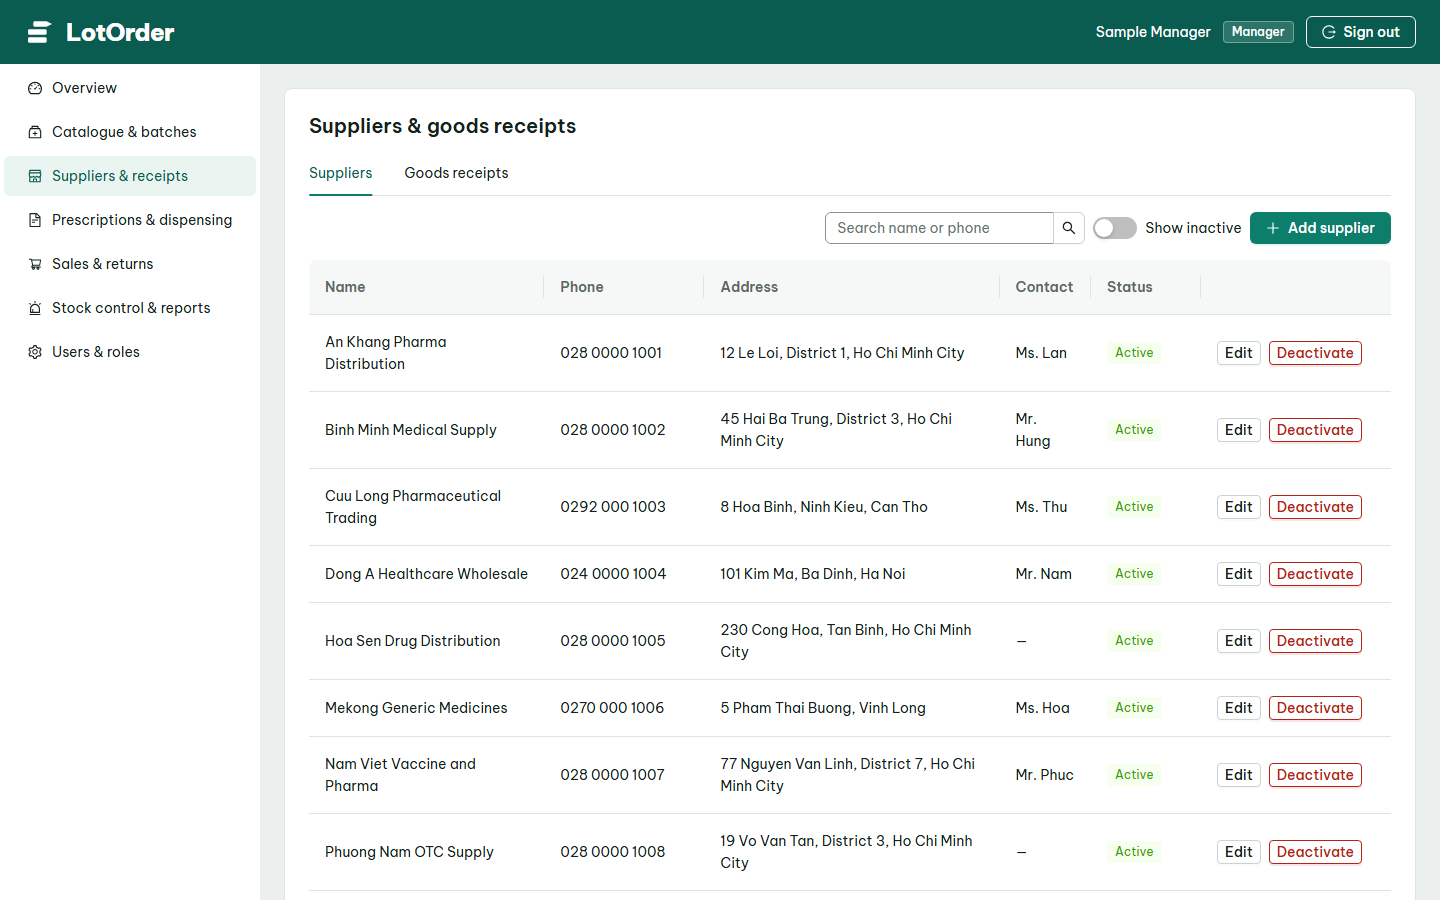 LotOrder
Sample Manager
Manager
Sign out
Overview
Catalogue & batches
Suppliers & receipts
Prescriptions & dispensing
Sales & returns
Stock control & reports
Users & roles
Suppliers & goods receipts
Suppliers
Goods receipts
Search name or phone
Show inactive
Add supplier
Name
Phone
Address
Contact
Status
An Khang Pharma
Distribution
028 0000 1001
12 Le Loi, District 1, Ho Chi Minh City
Ms. Lan
Active
Edit
Deactivate
Binh Minh Medical Supply
028 0000 1002
45 Hai Ba Trung, District 3, Ho Chi
Minh City
Mr.
Hung
Active
Edit
Deactivate
Cuu Long Pharmaceutical
Trading
0292 000 1003
8 Hoa Binh, Ninh Kieu, Can Tho
Ms. Thu
Active
Edit
Deactivate
Dong A Healthcare Wholesale
024 0000 1004
101 Kim Ma, Ba Dinh, Ha Noi
Mr. Nam
Active
Edit
Deactivate
Hoa Sen Drug Distribution
028 0000 1005
230 Cong Hoa, Tan Binh, Ho Chi Minh
City
—
Active
Edit
Deactivate
Mekong Generic Medicines
0270 000 1006
5 Pham Thai Buong, Vinh Long
Ms. Hoa
Active
Edit
Deactivate
Nam Viet Vaccine and
Pharma
028 0000 1007
77 Nguyen Van Linh, District 7, Ho Chi
Minh City
Mr. Phuc
Active
Edit
Deactivate
Phuong Nam OTC Supply
028 0000 1008
19 Vo Van Tan, District 3, Ho Chi Minh
City
—
Active
Edit
Deactivate